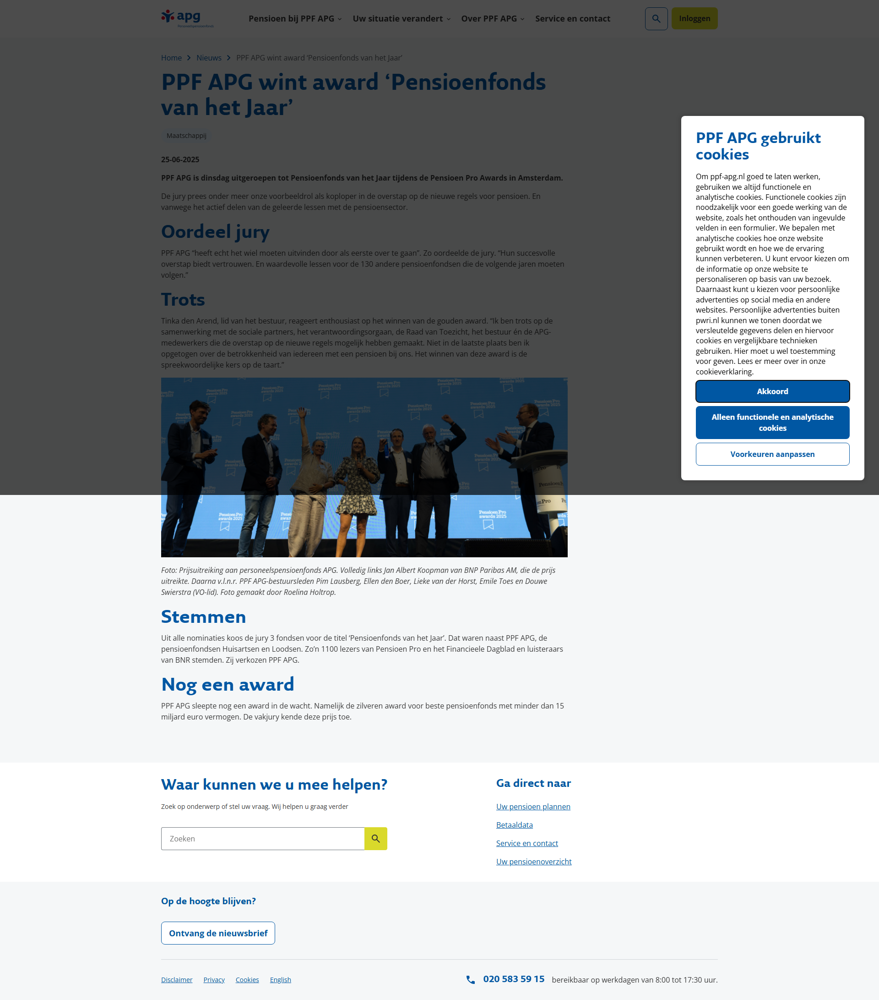 apg
Personeelspensioenfonds
Pensioen bij PPF APG
Uw situatie verandert
Over PPF APG
Service en contact
Inloggen
Home
Nieuws
PPF APG wint award ‘Pensioenfonds van het Jaar’
PPF APG wint award ‘Pensioenfonds
van het Jaar’
Maatschappij
25-06-2025
PPF APG is dinsdag uitgeroepen tot Pensioenfonds van het Jaar tijdens de Pensioen Pro Awards in Amsterdam.
De jury prees onder meer onze voorbeeldrol als koploper in de overstap op de nieuwe regels voor pensioen. En
vanwege het actief delen van de geleerde lessen met de pensioensector.
Oordeel jury
PPF APG “heeft echt het wiel moeten uitvinden door als eerste over te gaan”. Zo oordeelde de jury. “Hun succesvolle
overstap biedt vertrouwen. En waardevolle lessen voor de 130 andere pensioenfondsen die de volgende jaren moeten
volgen.”
Trots
Tinka den Arend, lid van het bestuur, reageert enthousiast op het winnen van de gouden award. “Ik ben trots op de
samenwerking met de sociale partners, het verantwoordingsorgaan, de Raad van Toezicht, het bestuur én de APG-
medewerkers die de overstap op de nieuwe regels mogelijk hebben gemaakt. Niet in de laatste plaats ben ik
opgetogen over de betrokkenheid van iedereen met een pensioen bij ons. Het winnen van deze award is de
spreekwoordelijke kers op de taart.”
PensioenPro
awards 2025
Foto: Prijsuitreiking aan personeelspensioenfonds APG. Volledig links Jan Albert Koopman van BNP Paribas AM, die de prijs
uitreikte. Daarna v.l.n.r. PPF APG-bestuursleden Pim Lausberg, Ellen den Boer, Lieke van der Horst, Emile Toes en Douwe
Swierstra (VO-lid). Foto gemaakt door Roelina Holtrop.
Stemmen
Uit alle nominaties koos de jury 3 fondsen voor de titel ‘Pensioenfonds van het Jaar’. Dat waren naast PPF APG, de
pensioenfondsen Huisartsen en Loodsen. Zo’n 1100 lezers van Pensioen Pro en het Financieele Dagblad en luisteraars
van BNR stemden. Zij verkozen PPF APG.
Nog een award
PPF APG sleepte nog een award in de wacht. Namelijk de zilveren award voor beste pensioenfonds met minder dan 15
miljard euro vermogen. De vakjury kende deze prijs toe.
PPF APG gebruikt
cookies
Om ppf-apg.nl goed te laten werken,
gebruiken we altijd functionele en
analytische cookies. Functionele cookies zijn
noodzakelijk voor een goede werking van de
website, zoals het onthouden van ingevulde
velden in een formulier. We bepalen met
analytische cookies hoe onze website
gebruikt wordt en hoe we de ervaring
kunnen verbeteren. U kunt ervoor kiezen om
de informatie op onze website te
personaliseren op basis van uw bezoek.
Daarnaast kunt u kiezen voor persoonlijke
advertenties op social media en andere
websites. Persoonlijke advertenties buiten
pwri.nl kunnen we tonen doordat we
versleutelde gegevens delen en hiervoor
cookies en vergelijkbare technieken
gebruiken. Hier moet u wel toestemming
voor geven. Lees er meer over in onze
cookieverklaring.
Akkoord
Alleen functionele en analytische
cookies
Voorkeuren aanpassen
Waar kunnen we u mee helpen?
Zoek op onderwerp of stel uw vraag. Wij helpen u graag verder
Zoeken
Ga direct naar
Uw pensioen plannen
Betaaldata
Service en contact
Uw pensioenoverzicht
Op de hoogte blijven?
Ontvang de nieuwsbrief
Disclaimer
Privacy
Cookies
English
020 583 59 15
bereikbaar op werkdagen van 8:00 tot 17:30 uur.